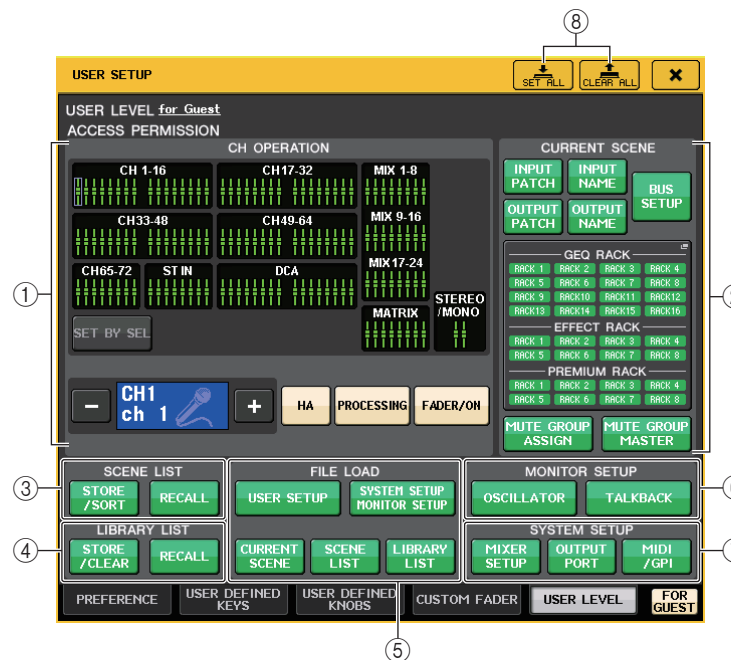 8
USER SETUP
SET ALL
CLEAR ALL
USER LEVEL for Guest
ACCESS PERMISSION
CH OPERATION
CH 1-16
CH17-32
MIX 1-8
CH33-48
CH49-64
MIX 9-16
CH65-72
ST IN
DCA
MIX17-24
STEREO
/MONO
MATRIX
SET BY SEL
1
CH1
ch 1
HA
PROCESSING
FADER/ON
CURRENT SCENE
INPUT
PATCH
INPUT
NAME
BUS
SETUP
OUTPUT
PATCH
OUTPUT
NAME
GEQ RACK
RACK 1 RACK 2 RACK 3 RACK 4
RACK 5 RACK 6 RACK 7 RACK 8
RACK 9 RACK10 RACK11 RACK12
RACK13 RACK14 RACK15 RACK16
EFFECT RACK
RACK 1 RACK 2 RACK 3 RACK 4
RACK 5 RACK 6 RACK 7 RACK 8
PREMIUM RACK
RACK 1 RACK 2 RACK 3 RACK 4
RACK 5 RACK 6 RACK 7 RACK 8
MUTE GROUP
ASSIGN
MUTE GROUP
MASTER
3
SCENE LIST
STORE
/SORT
RECALL
4
LIBRARY LIST
STORE
/CLEAR
RECALL
FILE LOAD
USER SETUP
SYSTEM SETUP
MONITOR SETUP
CURRENT
SCENE
SCENE
LIST
LIBRARY
LIST
5
MONITOR SETUP
OSCILLATOR
TALKBACK
SYSTEM SETUP
MIXER
SETUP
OUTPUT
PORT
MIDI
/GPI
PREFERENCE
USER DEFINED
KEYS
USER DEFINED
KNOBS
CUSTOM FADER
USER LEVEL
FOR
GUEST